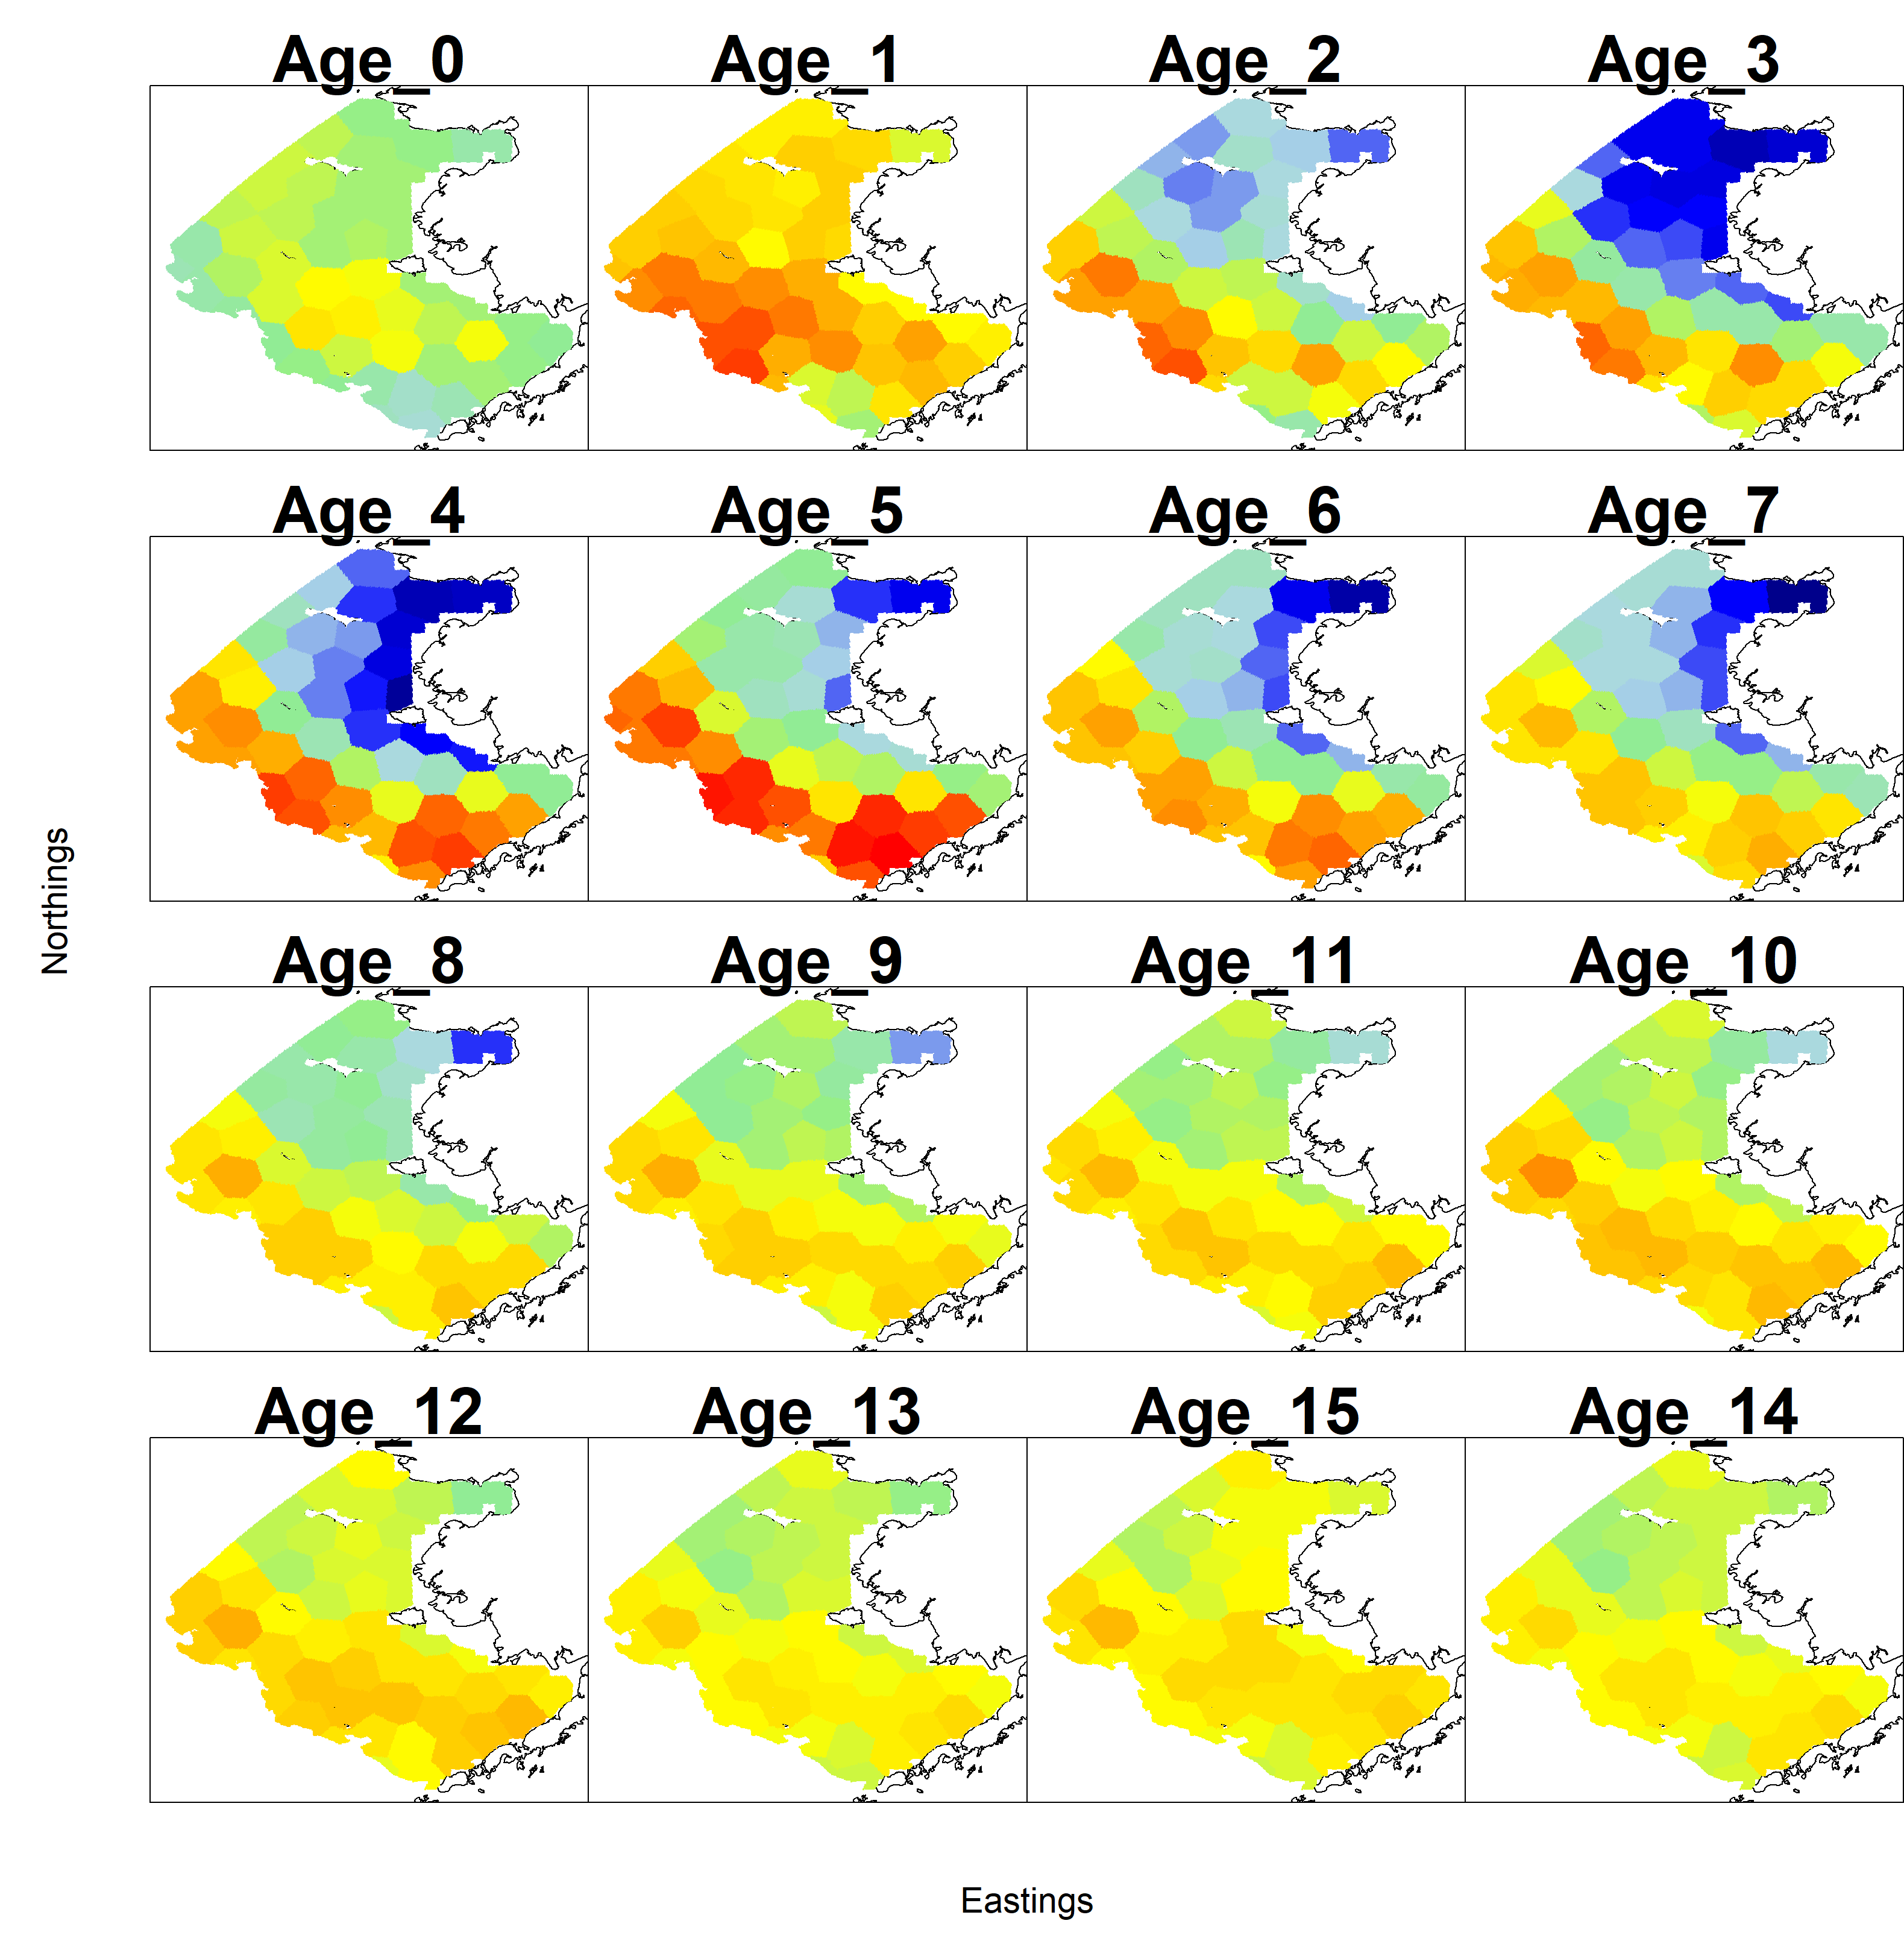 Age_0 Age_1 Age_2 Age_3
Age_4 Age_5 Age_6 Age_7
Age_8 Age_9 Age_11 Age_10
Age_12 Age_13 Age_15 Age_14
Northings
Eastings